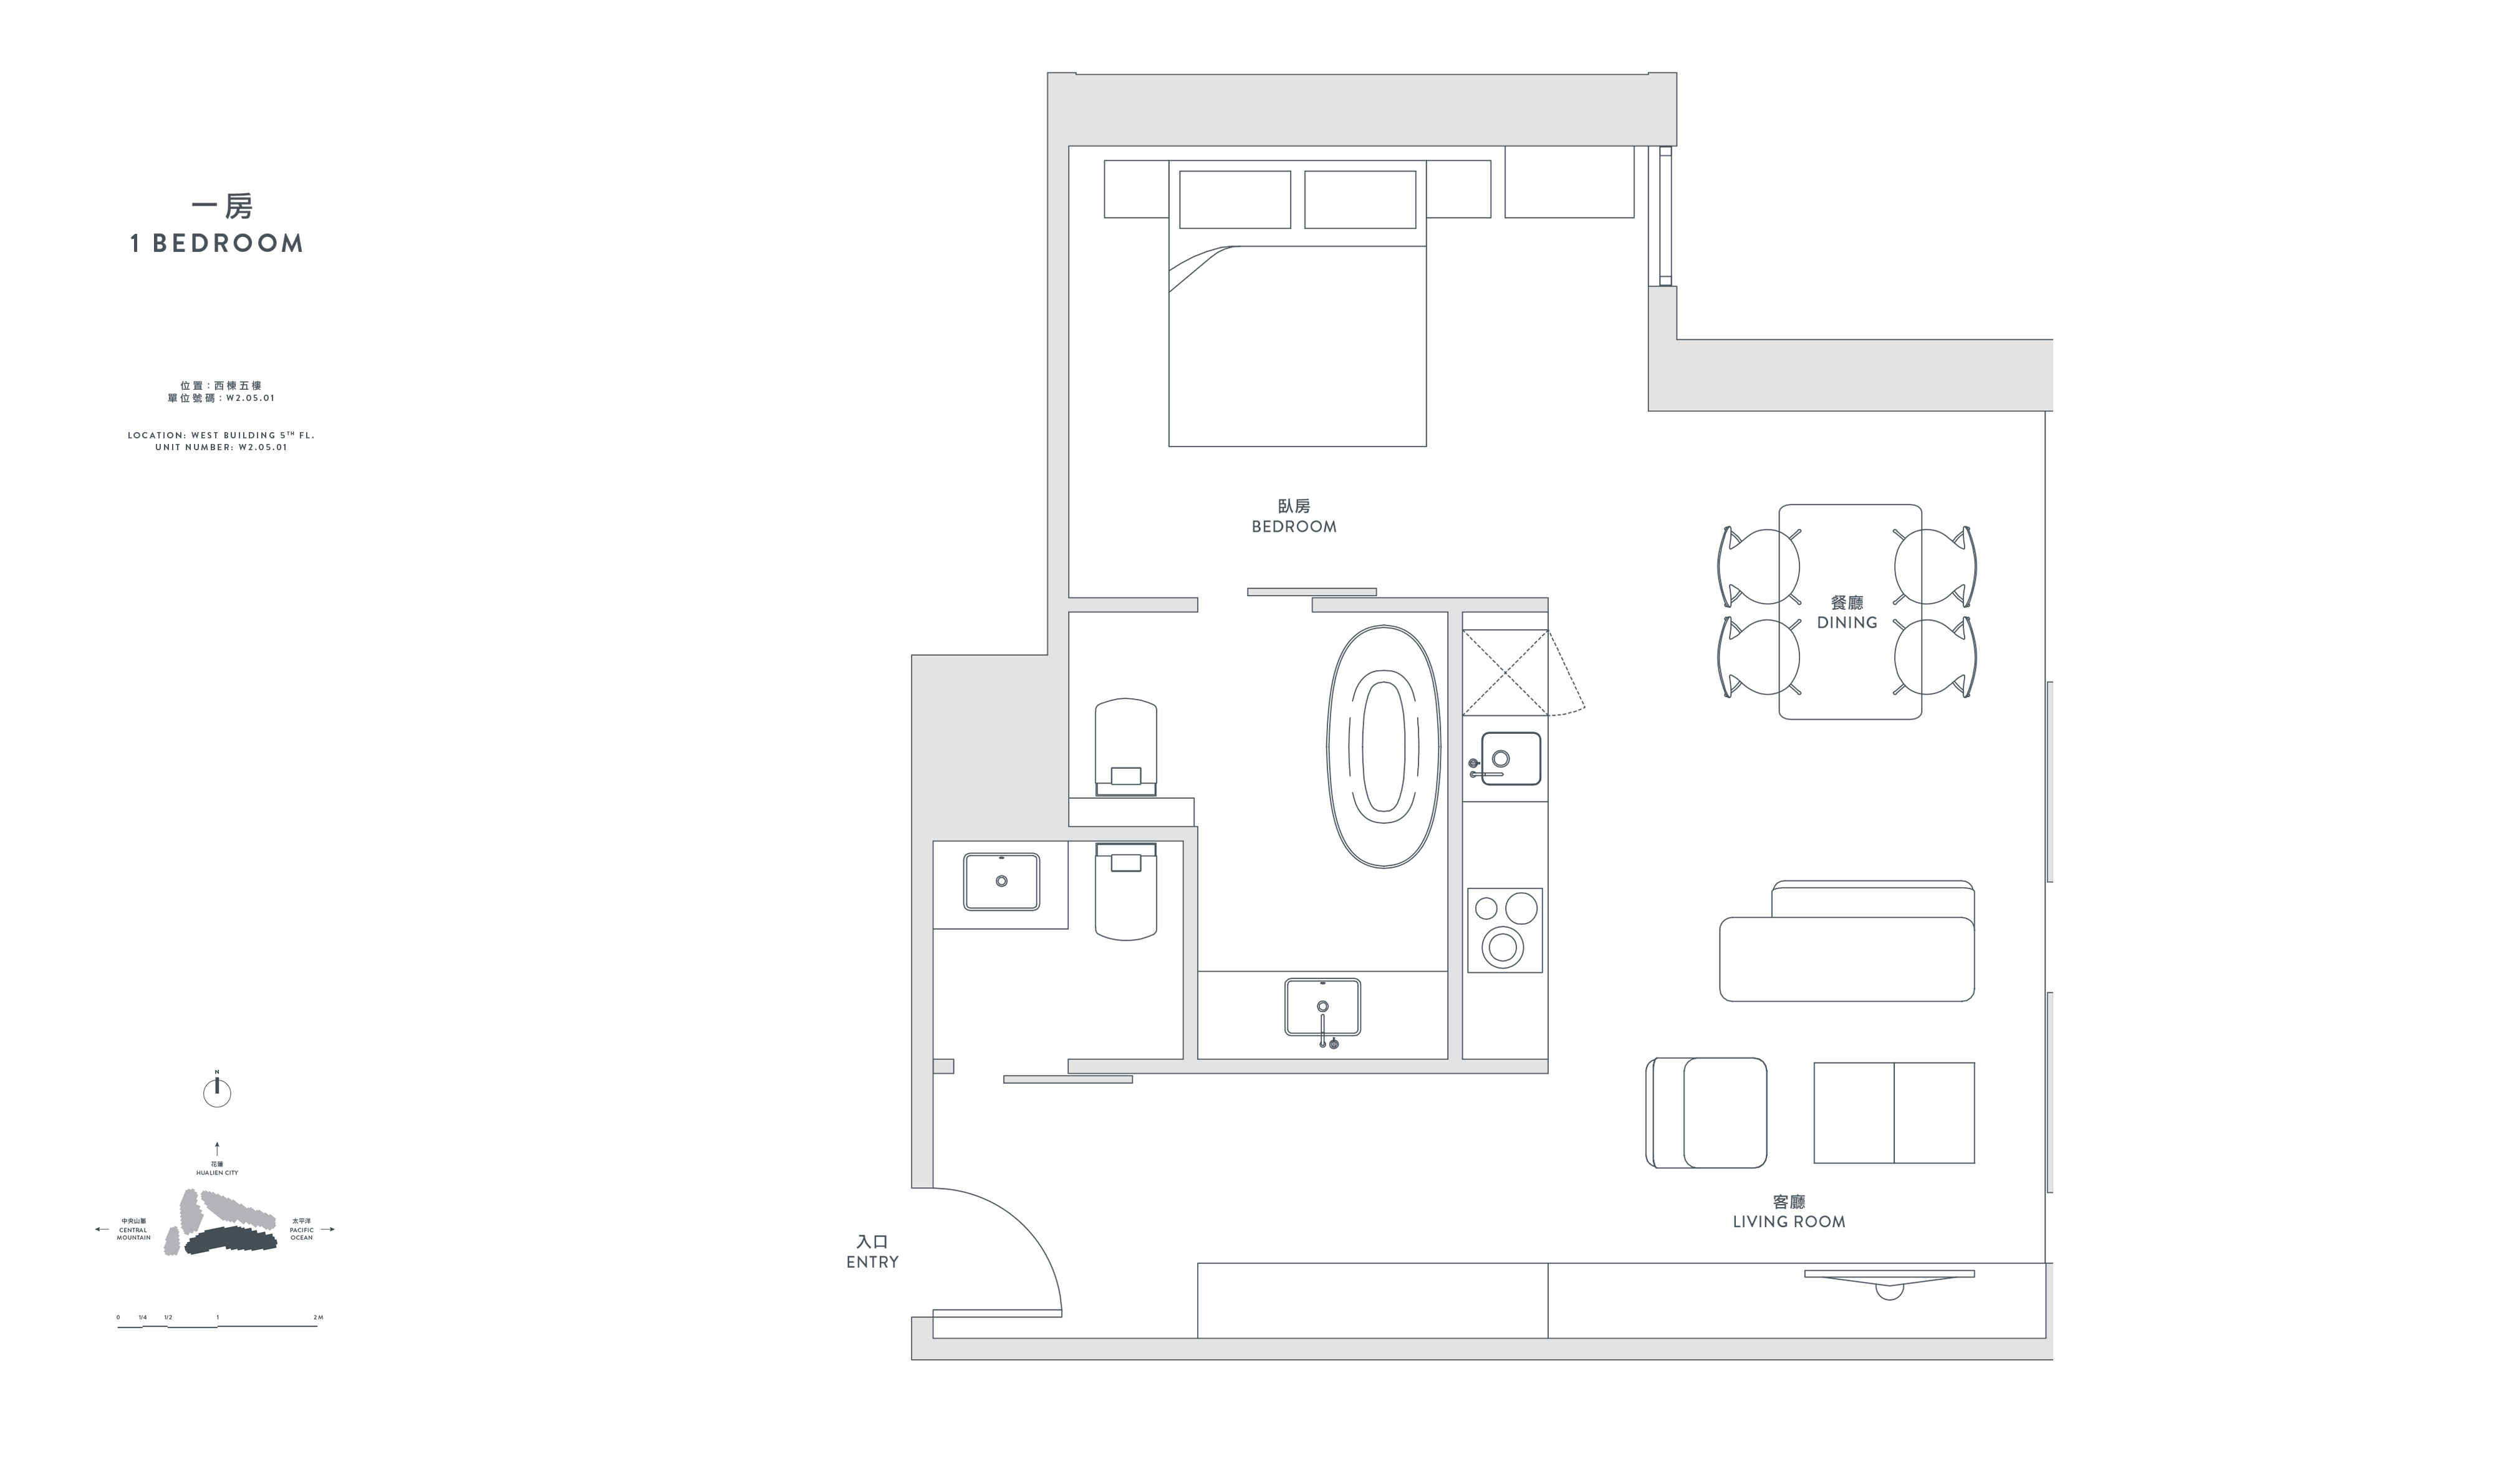 一房
1 BEDROOM
位置：西棟五樓
單位號碼：W2.05.01
LOCATION: WEST BUILDING 5TH FL.
UNIT NUMBER: W2.05.01
臥房
BEDROOM
餐廳
DINING
客廳
LIVING ROOM
入口
ENTRY
N
花蓮
HUALIEN CITY
中央山脈
CENTRAL
MOUNTAIN
太平洋
PACIFIC
OCEAN
0 1/4 1/2 1 2 M